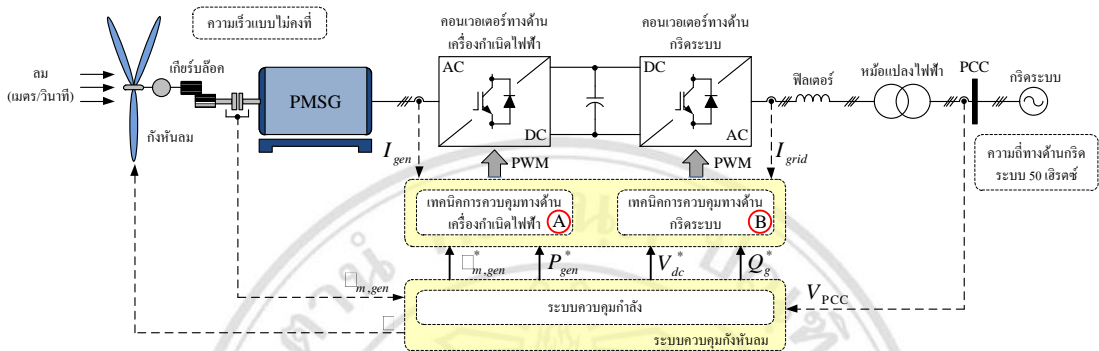 ความเร็วแบบไม่คงที่
คอนเวอเตอร์ทางด้าน
เครื่องกำเนิดไฟฟ้า
คอนเวอเตอร์ทางด้าน
กริดระบบ
ลม
(เมตร/วินาที)
เกียร์บล๊อค
กังหันลม
PMSG
AC
DC
DC
AC
ฟิลเตอร์
หม้อแปลงไฟฟ้า
PCC
กริดระบบ
ความถี่ทางด้านกริด
ระบบ 50 เฮิรตซ์
I gen
PWM
PWM
I grid
เทคนิคการควบคุมทางด้าน
เครื่องกำเนิดไฟฟ้า A
เทคนิคการควบคุมทางด้าน
กริดระบบ B
□*m,gen
P*gen
V*dc
Q*g
□m,gen
VPCC
□
ระบบควบคุมกำลัง
ระบบควบคุมกังหันลม